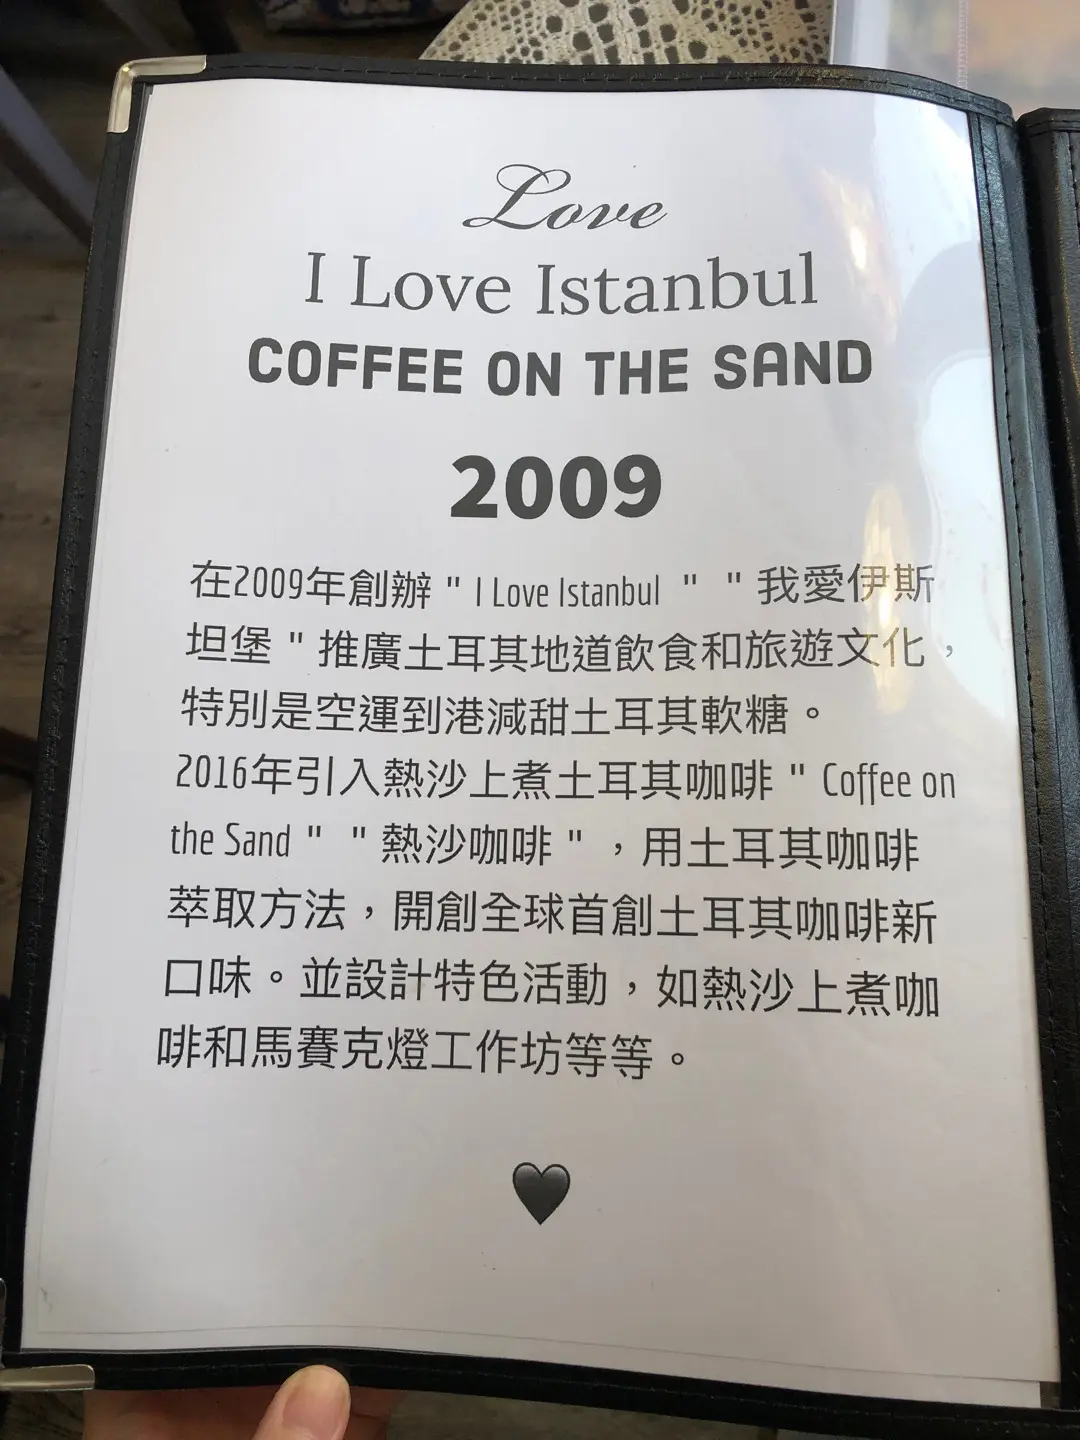 Love
I Love Istanbul
COFFEE ON THE SAND
2009
在2009年創辦 " I Love Istanbul " " 我愛伊斯
坦堡 " 推廣土耳其地道飲食和旅遊文化，
特別是空運到港減甜土耳其軟糖。
2016年引入熱沙上煮土耳其咖啡 " Coffee on
the Sand " " 熱沙咖啡 " ，用土耳其咖啡
萃取方法，開創全球首創土耳其咖啡新
口味。並設計特色活動，如熱沙上煮咖
啡和馬賽克燈工作坊等等。